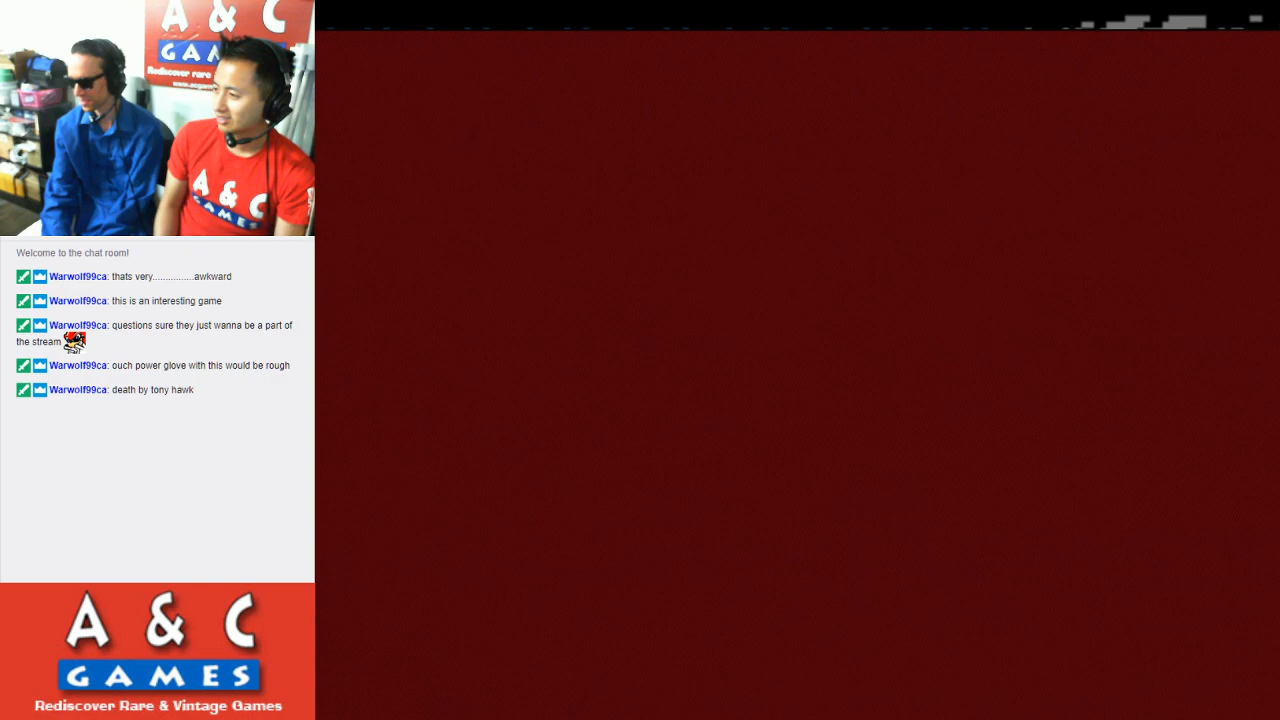 A & C
GAM
Rediscover rare
A & C
GAMES
Welcome to the chat room!
Warwolf99ca: thats very...............awkward
Warwolf99ca: this is an interesting game
Warwolf99ca: questions sure they just wanna be a part of
the stream
Warwolf99ca: ouch power glove with this would be rough
Warwolf99ca: death by tony hawk
A & C
GAMES
Rediscover Rare & Vintage Games